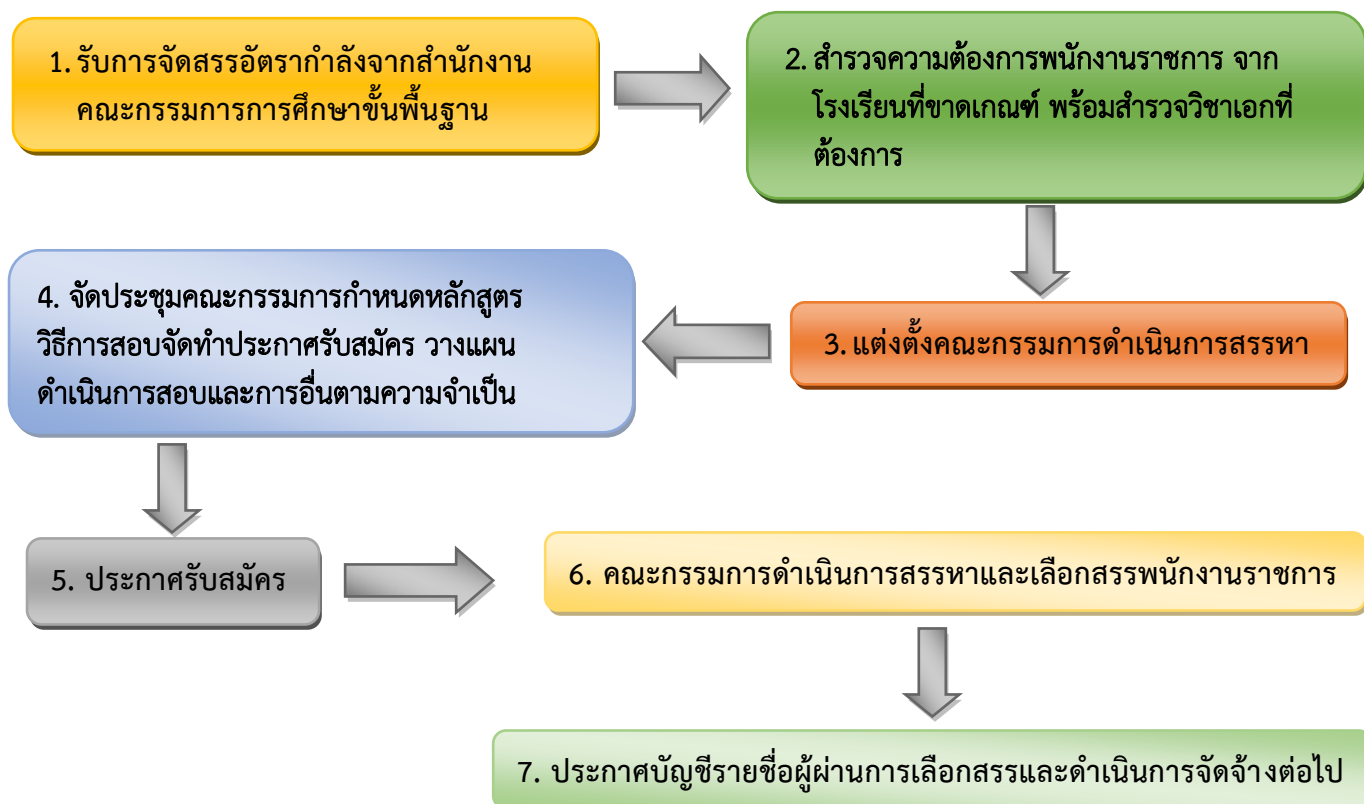 1. รับการจัดสรรอัตรากำลังจากสำนักงาน
คณะกรรมการการศึกษาขั้นพื้นฐาน
2. สำรวจความต้องการพนักงานราชการ จาก
โรงเรียนที่ขาดเกณฑ์ พร้อมสำรวจวิชาเอกที่
ต้องการ
3. แต่งตั้งคณะกรรมการดำเนินการสรรหา
4. จัดประชุมคณะกรรมการกำหนดหลักสูตร
วิธีการสอบจัดทำประกาศรับสมัคร วางแผน
ดำเนินการสอบและการอื่นตามความจำเป็น
5. ประกาศรับสมัคร
6. คณะกรรมการดำเนินการสรรหาและเลือกสรรพนักงานราชการ
7. ประกาศบัญชีรายชื่อผู้ผ่านการเลือกสรรและดำเนินการจัดจ้างต่อไป